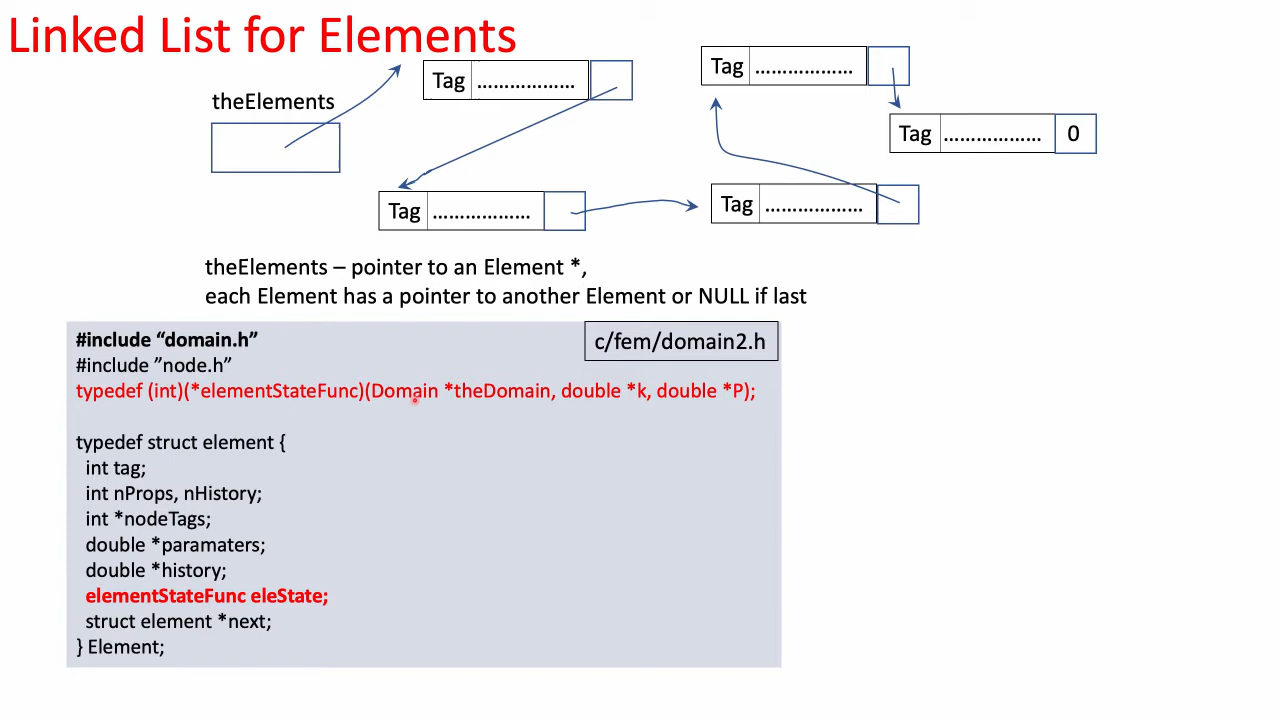 Linked List for Elements
theElements
Tag ..................
Tag ..................
Tag .................. 0
Tag ..................
Tag ..................
theElements – pointer to an Element *,
each Element has a pointer to another Element or NULL if last
c/fem/domain2.h
#include “domain.h”
#include ”node.h”
typedef (int)(*elementStateFunc)(Domain *theDomain, double *k, double *P);
typedef struct element {
int tag;
int nProps, nHistory;
int *nodeTags;
double *paramaters;
double *history;
elementStateFunc eleState;
struct element *next;
} Element;